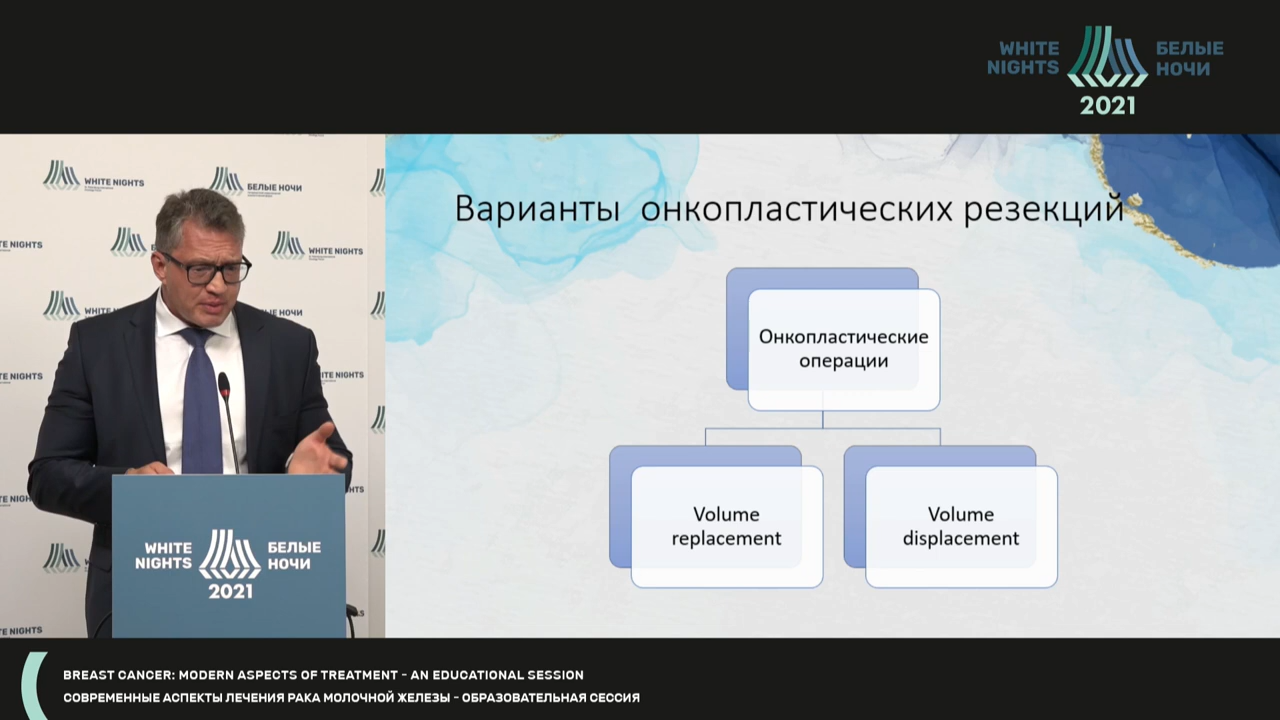 WHITE
NIGHTS
БЕЛЫЕ
НОЧИ
2021
WHITE NIGHTS
БЕЛЫЕ НОЧИ
WHITE NIGHTS
Варианты онкопластических резекций
Онкопластические
операции
Volume
replacement
Volume
displacement
WHITE
NIGHTS
БЕЛЫЕ
НОЧИ
2021
BREAST CANCER: MODERN ASPECTS OF TREATMENT - AN EDUCATIONAL SESSION
СОВРЕМЕННЫЕ АСПЕКТЫ ЛЕЧЕНИЯ РАКА МОЛОЧНОЙ ЖЕЛЕЗЫ - ОБРАЗОВАТЕЛЬНАЯ СЕССИЯ